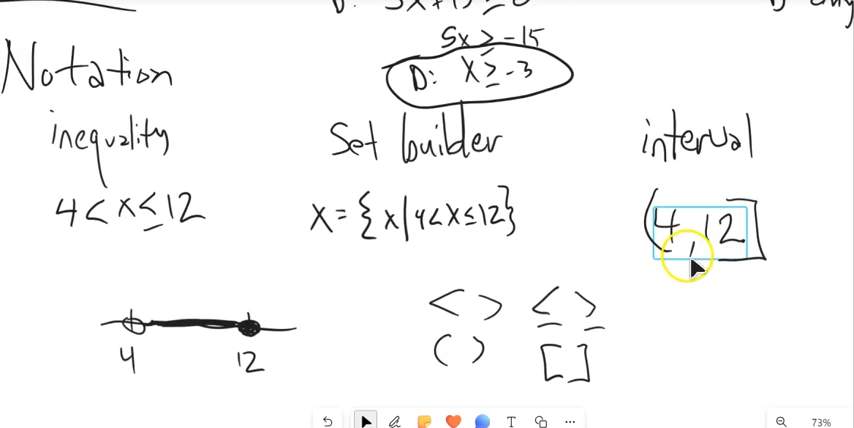 5x ≥ -15
Notation
D: x ≥ -3
inequality
Set builder
interval
4 < x ≤ 12
x = {x | 4 < x ≤ 12}
(4, 12]
< > ≤ ≥
( ) [ ]
4 12
T ...
73%